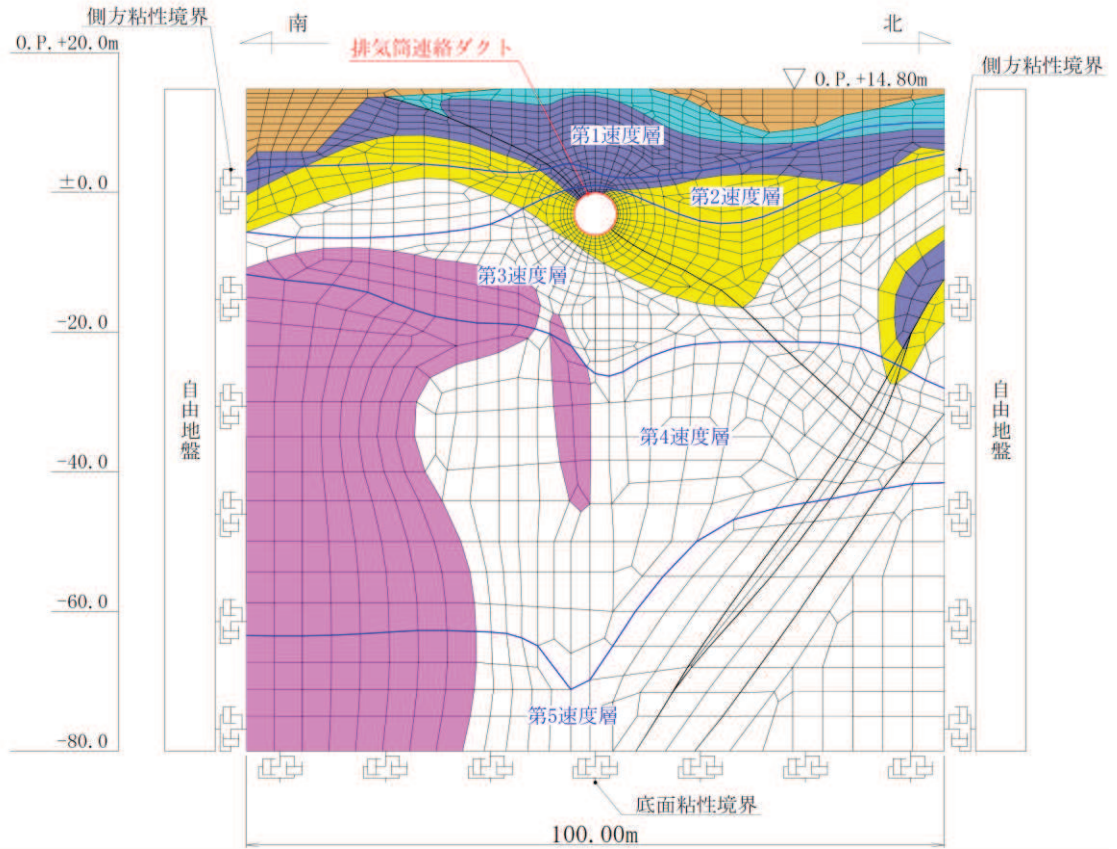 側方粘性境界
南
北
O.P.+20.0m
排気筒連絡ダクト
側方粘性境界
O.P.+14.80m
第1速度層
±0.0
第2速度層
第3速度層
-20.0
自由地盤
自由地盤
第4速度層
-40.0
-60.0
第5速度層
-80.0
底面粘性境界
100.00m